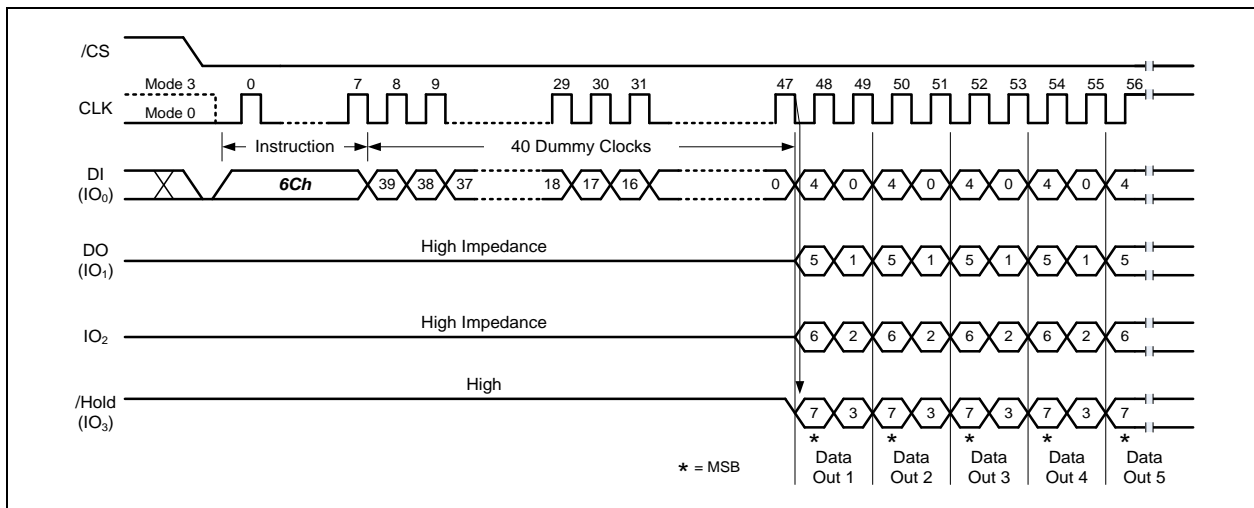 /CS
Mode 3 0 7 8 9 29 30 31 47 48 49 50 51 52 53 54 55 56
CLK
Mode 0
Instruction 40 Dummy Clocks
DI 6Ch 39 38 37 18 17 16 0 4 0 4 0 4 0 4 0 4
(IO₀)
High Impedance
DO 5 1 5 1 5 1 5 1 5
(IO₁)
High Impedance
IO₂ 6 2 6 2 6 2 6 2 6
High
/Hold 7 3 7 3 7 3 7 3 7
(IO₃)
* * * * *
* = MSB
Data Data Data Data Data
Out 1 Out 2 Out 3 Out 4 Out 5